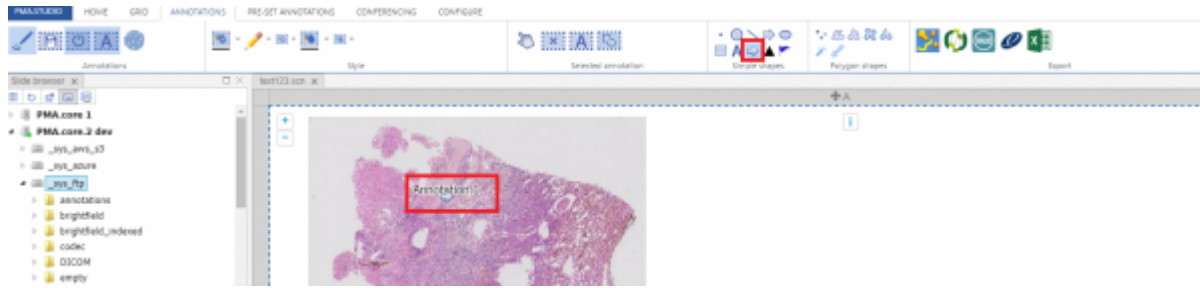 PMA.STUDIO HOME GRID ANNOTATIONS PRE-SET ANNOTATIONS CONFERENCING CONFIGURE
Annotations Style Selected annotation Simple shapes Polygon shapes Export
Slide browser x test123.scn x
A
PMA.core 1
PMA.core.2 dev
_sys_aws_s3
_sys_azure
_sys_ftp
Annotation 1
annotations
brightfield
brightfield_indexed
codec
DICOM
empty